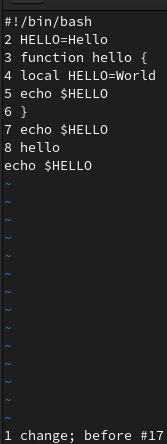 #!/bin/bash
2 HELLO=Hello
3 function hello {
4 local HELLO=World
5 echo $HELLO
6 }
7 echo $HELLO
8 hello
echo $HELLO
~
~
~
~
~
~
~
~
~
~
~
~
~
~
1 change; before #17